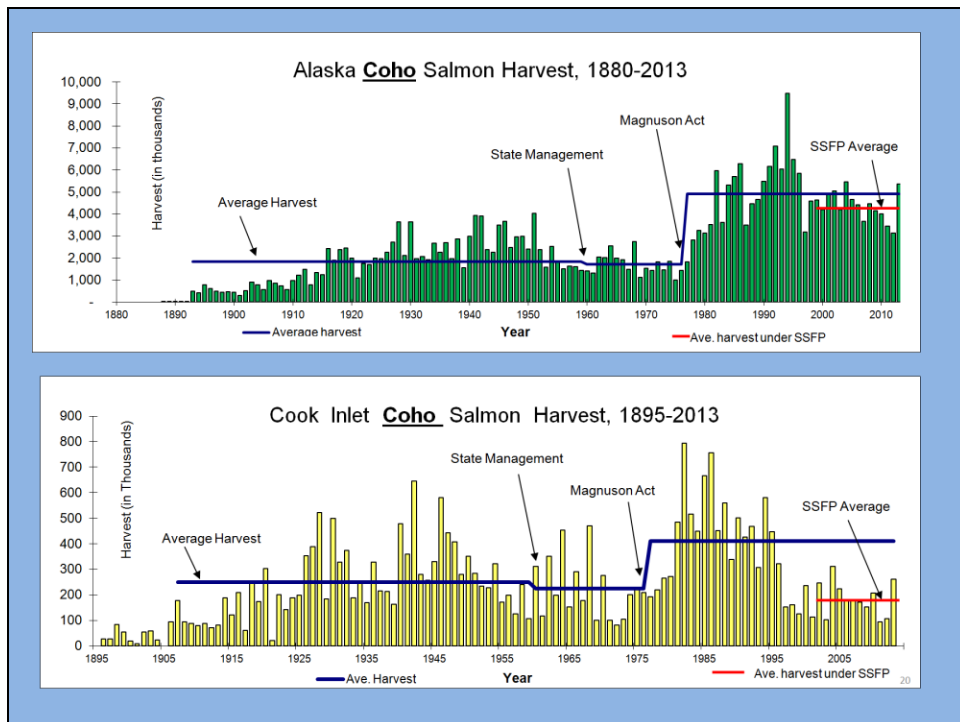 Alaska Coho Salmon Harvest, 1880-2013
Harvest (in thousands)
10,000
9,000
8,000
7,000
6,000
5,000
4,000
3,000
2,000
1,000
-
Magnuson Act
State Management
SSFP Average
Average Harvest
1880 1890 1900 1910 1920 1930 1940 1950 1960 1970 1980 1990 2000 2010
Year
Average harvest
Ave. harvest under SSFP
Cook Inlet Coho Salmon Harvest, 1895-2013
Harvest (in Thousands)
900
800
700
600
500
400
300
200
100
0
State Management
Magnuson Act
SSFP Average
Average Harvest
1895 1905 1915 1925 1935 1945 1955 1965 1975 1985 1995 2005
Year
Ave. Harvest
Ave. harvest under SSFP
20